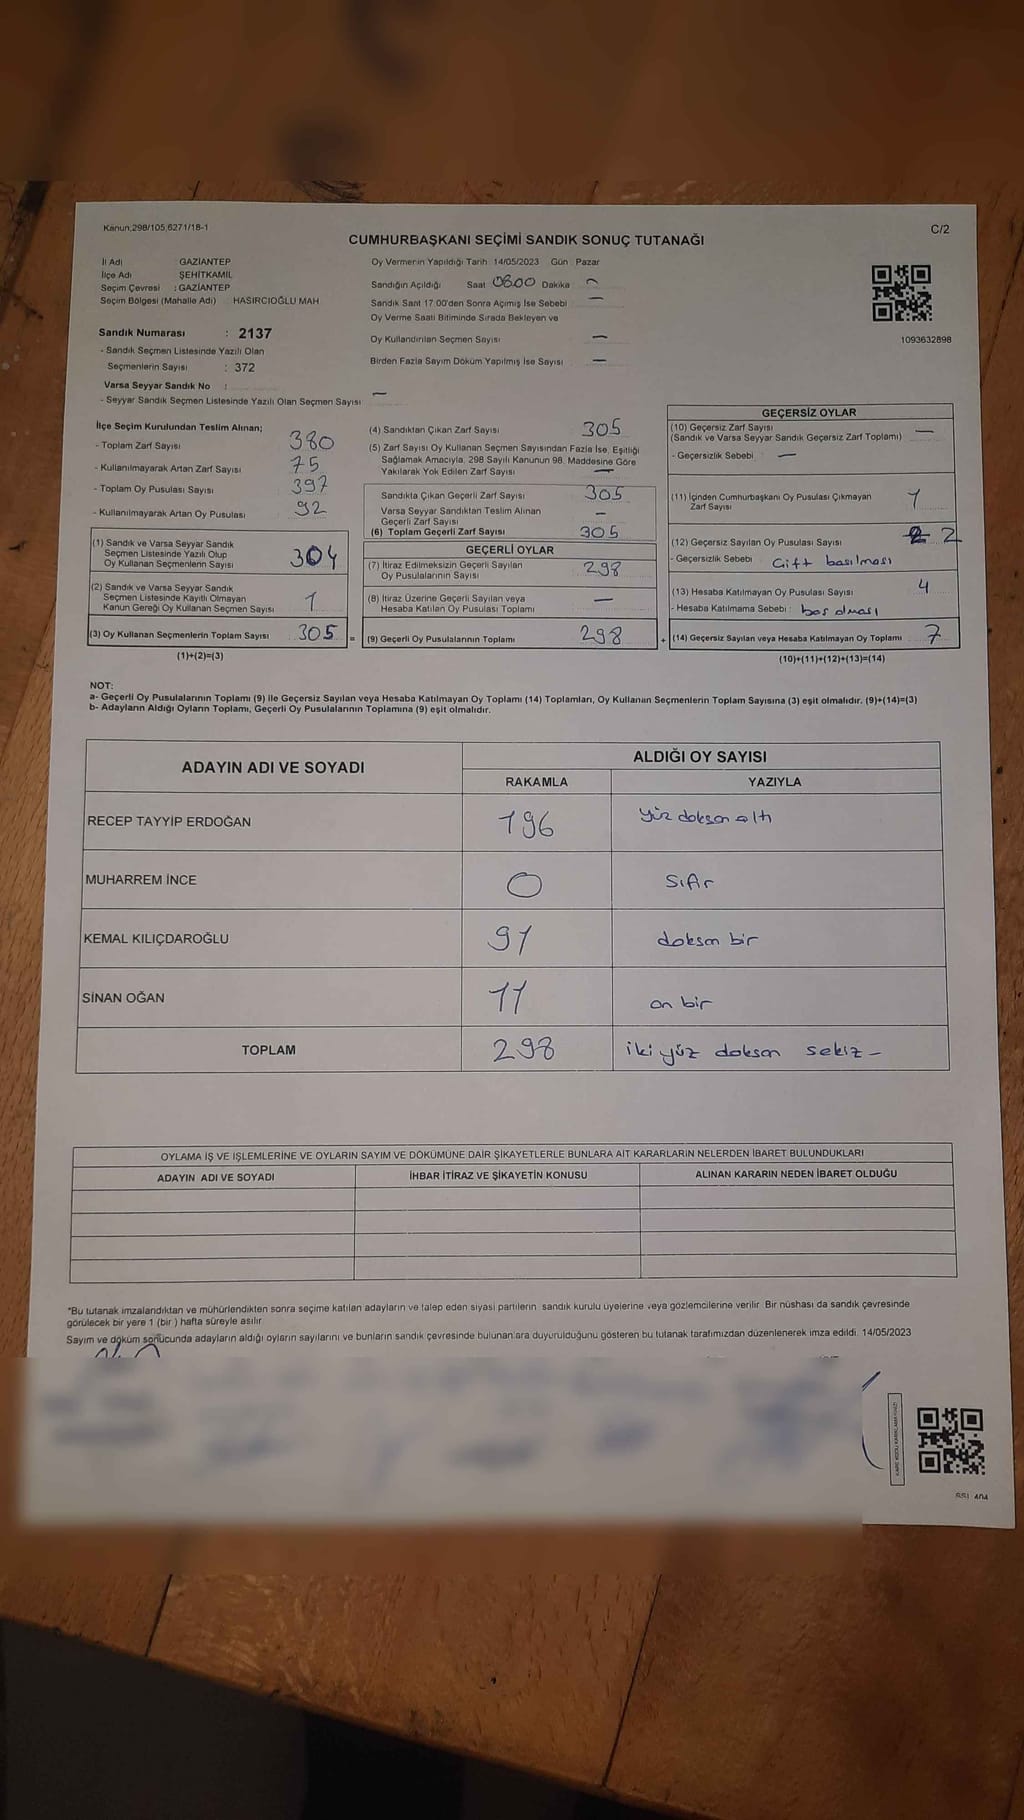 Kanun,298/105,6271/18-1
C/2
CUMHURBAŞKANI SEÇİMİ SANDIK SONUÇ TUTANAĞI
İl Adı GAZİANTEP
İlçe Adı ŞEHİTKAMİL
Seçim Çevresi : GAZİANTEP
Seçim Bölgesi (Mahalle Adı) HASIRCIOĞLU MAH
Sandık Numarası : 2137
- Sandık Seçmen Listesinde Yazılı Olan
Seçmenlerin Sayısı : 372
Varsa Seyyar Sandık No :
- Seyyar Sandık Seçmen Listesinde Yazılı Olan Seçmen Sayısı —
Oy Vermenin Yapıldığı Tarih 14/05/2023 Gün Pazar
Sandığın Açıldığı Saat 0800 Dakika —
Sandık Saat 17.00'den Sonra Açılmış İse Sebebi —
Oy Verme Saati Bitiminde Sırada Bekleyen ve
Oy Kullandırılan Seçmen Sayısı —
Birden Fazla Sayım Döküm Yapılmış İse Sayısı —
1093632898
İlçe Seçim Kurulundan Teslim Alınan;
- Toplam Zarf Sayısı 380
- Kullanılmayarak Artan Zarf Sayısı 75
- Toplam Oy Pusulası Sayısı 397
- Kullanılmayarak Artan Oy Pusulası 92
(1) Sandık ve Varsa Seyyar Sandık
Seçmen Listesinde Yazılı Olup
Oy Kullanan Seçmenlerin Sayısı 304
(2) Sandık ve Varsa Seyyar Sandık
Seçmen Listesinde Kayıtlı Olmayan
Kanun Gereği Oy Kullanan Seçmen Sayısı 1
(3) Oy Kullanan Seçmenlerin Toplam Sayısı 305 =
(1)+(2)=(3)
(4) Sandıktan Çıkan Zarf Sayısı 305
(5) Zarf Sayısı Oy Kullanan Seçmen Sayısından Fazla İse, Eşitliği
Sağlamak Amacıyla, 298 Sayılı Kanunun 98. Maddesine Göre
Yakılarak Yok Edilen Zarf Sayısı —
Sandıkta Çıkan Geçerli Zarf Sayısı 305
Varsa Seyyar Sandıktan Teslim Alınan
Geçerli Zarf Sayısı —
(6) Toplam Geçerli Zarf Sayısı 305
GEÇERLİ OYLAR
(7) İtiraz Edilmeksizin Geçerli Sayılan
Oy Pusulalarının Sayısı 298
(8) İtiraz Üzerine Geçerli Sayılan veya
Hesaba Katılan Oy Pusulası Toplamı —
(9) Geçerli Oy Pusulalarının Toplamı 298 +
GEÇERSİZ OYLAR
(10) Geçersiz Zarf Sayısı —
(Sandık ve Varsa Seyyar Sandık Geçersiz Zarf Toplamı)
- Geçersizlik Sebebi —
(11) İçinden Cumhurbaşkanı Oy Pusulası Çıkmayan
Zarf Sayısı 1
(12) Geçersiz Sayılan Oy Pusulası Sayısı 2
- Geçersizlik Sebebi Çift basılması
(13) Hesaba Katılmayan Oy Pusulası Sayısı 4
- Hesaba Katılmama Sebebi : bos olması
(14) Geçersiz Sayılan veya Hesaba Katılmayan Oy Toplamı 7
(10)+(11)+(12)+(13)=(14)
NOT:
a- Geçerli Oy Pusulalarının Toplamı (9) ile Geçersiz Sayılan veya Hesaba Katılmayan Oy Toplamı (14) Toplamları, Oy Kullanan Seçmenlerin Toplam Sayısına (3) eşit olmalıdır. (9)+(14)=(3)
b- Adayların Aldığı Oyların Toplamı, Geçerli Oy Pusulalarının Toplamına (9) eşit olmalıdır.
ADAYIN ADI VE SOYADI
ALDIĞI OY SAYISI
RAKAMLA YAZIYLA
RECEP TAYYİP ERDOĞAN 196 yüz doksan altı
MUHARREM İNCE 0 sıfır
KEMAL KILIÇDAROĞLU 91 doksan bir
SİNAN OĞAN 11 on bir
TOPLAM 298 iki yüz doksan sekiz –
OYLAMA İŞ VE İŞLEMLERİNE VE OYLARIN SAYIM VE DÖKÜMÜNE DAİR ŞİKAYETLERLE BUNLARA AİT KARARLARIN NELERDEN İBARET BULUNDUKLARI
ADAYIN ADI VE SOYADI İHBAR İTİRAZ VE ŞİKAYETİN KONUSU ALINAN KARARIN NEDEN İBARET OLDUĞU
*Bu tutanak imzalandıktan ve mühürlendikten sonra seçime katılan adayların ve talep eden siyasi partilerin sandık kurulu üyelerine veya gözlemcilerine verilir. Bir nüshası da sandık çevresinde
görülecek bir yere 1 (bir ) hafta süreyle asılır.
Sayım ve döküm sonucunda adayların aldığı oyların sayılarını ve bunların sandık çevresinde bulunanlara duyurulduğunu gösteren bu tutanak tarafımızdan düzenlenerek imza edildi. 14/05/2023